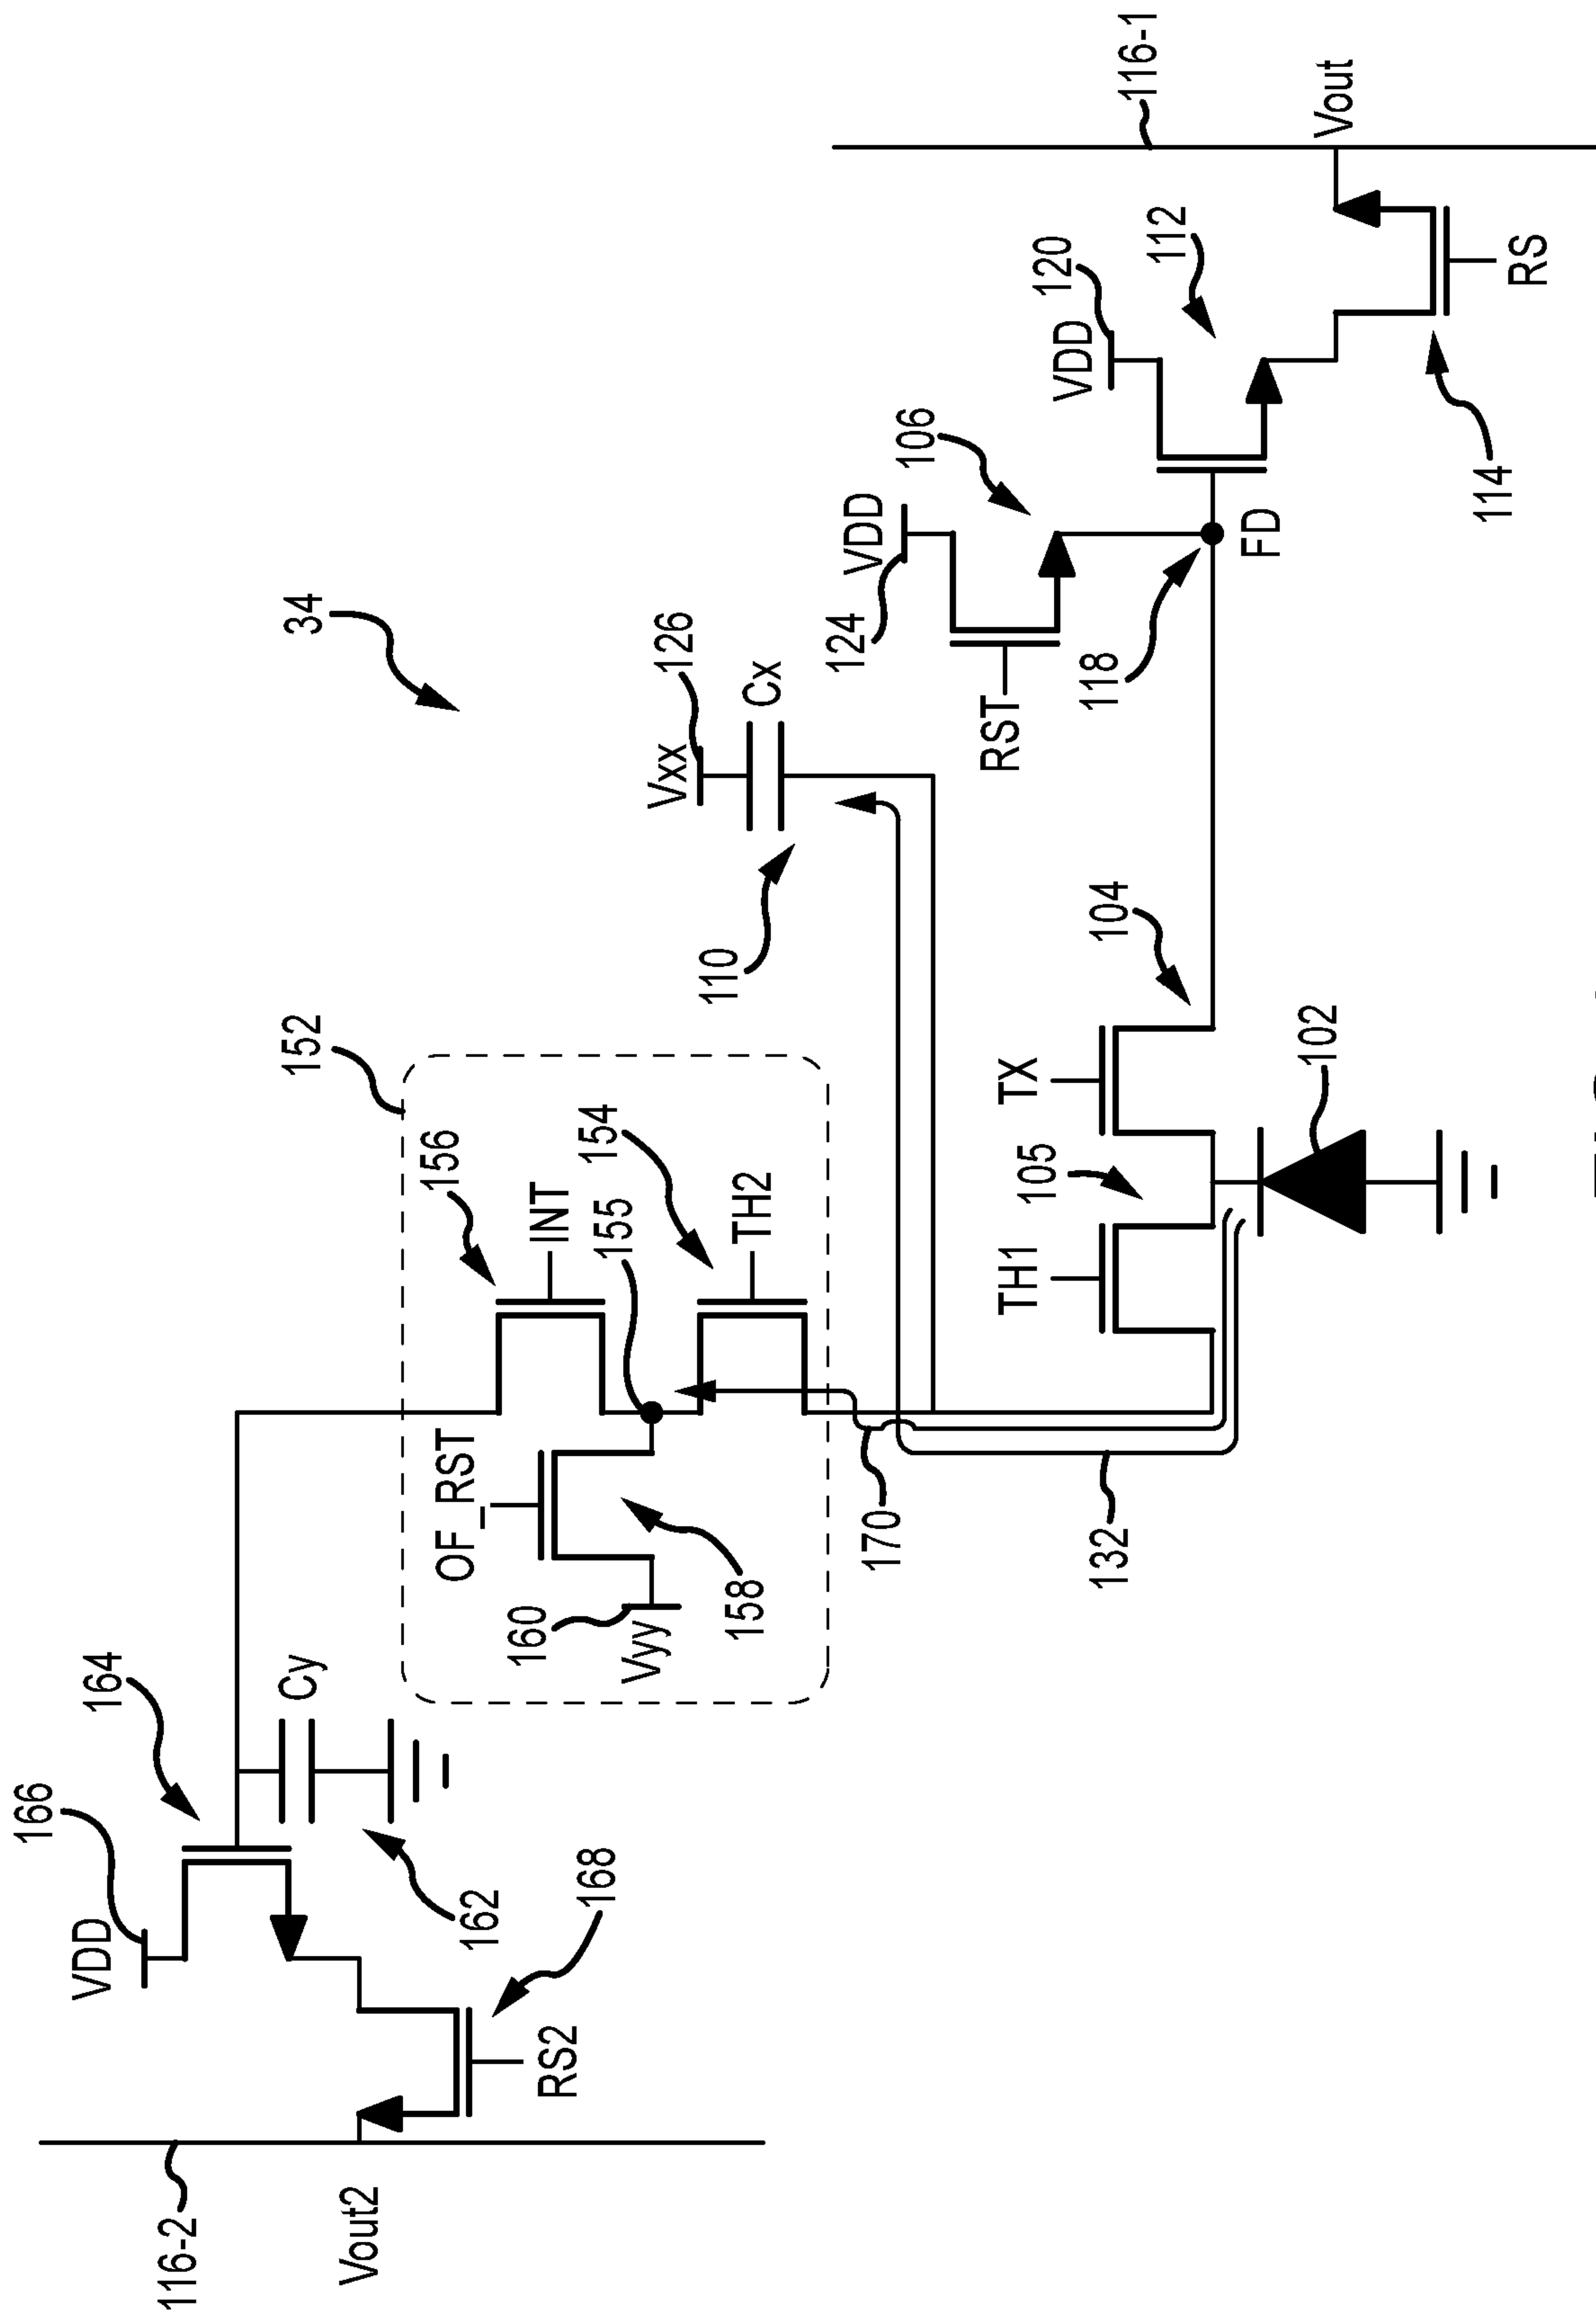 34
116-1
Vout
120
VDD
112
106
VDD
124
RST
118
FD
114
RS
Vxx
126
Cx
110
104
TX
102
105
TH1
152
156
INT
155
154
TH2
OF_RST
158
160
Vyy
170
132
164
Cy
166
VDD
162
168
RS2
116-2
Vout2